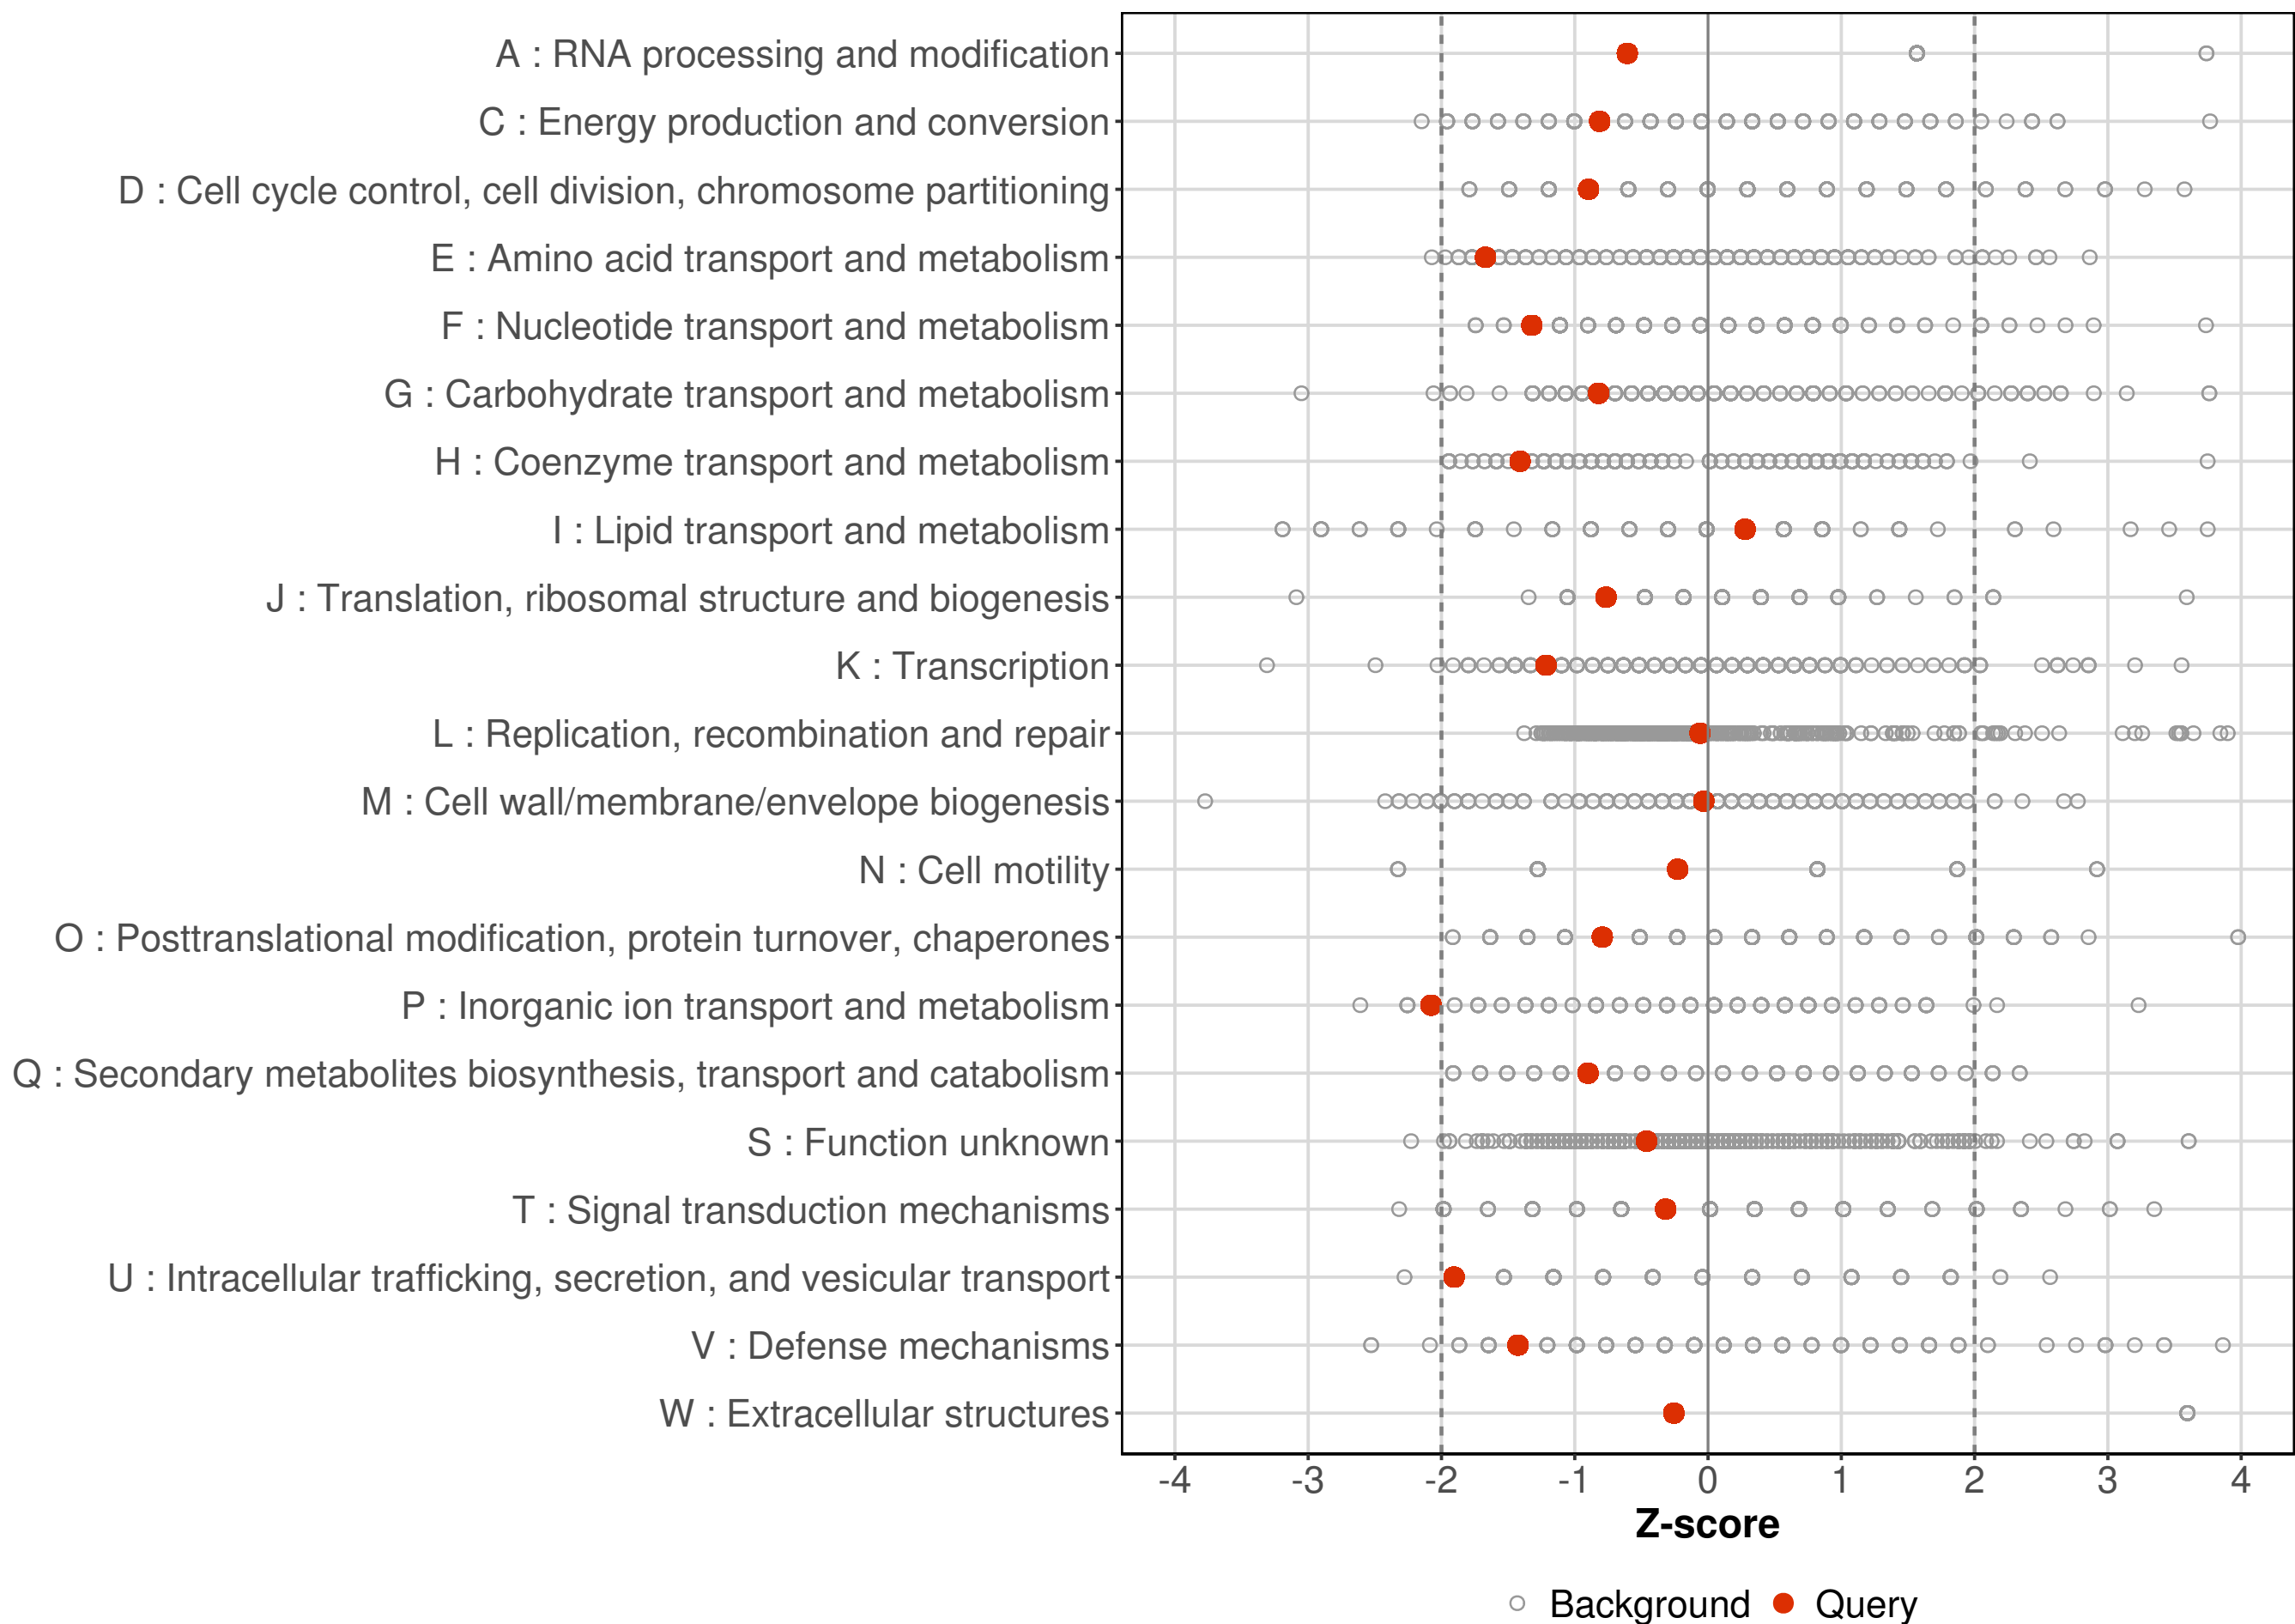 A : RNA processing and modification
C : Energy production and conversion
D : Cell cycle control, cell division, chromosome partitioning
E : Amino acid transport and metabolism
F : Nucleotide transport and metabolism
G : Carbohydrate transport and metabolism
H : Coenzyme transport and metabolism
I : Lipid transport and metabolism
J : Translation, ribosomal structure and biogenesis
K : Transcription
L : Replication, recombination and repair
M : Cell wall/membrane/envelope biogenesis
N : Cell motility
O : Posttranslational modification, protein turnover, chaperones
P : Inorganic ion transport and metabolism
Q : Secondary metabolites biosynthesis, transport and catabolism
S : Function unknown
T : Signal transduction mechanisms
U : Intracellular trafficking, secretion, and vesicular transport
V : Defense mechanisms
W : Extracellular structures
-4 -3 -2 -1 0 1 2 3 4
Z-score
Background Query